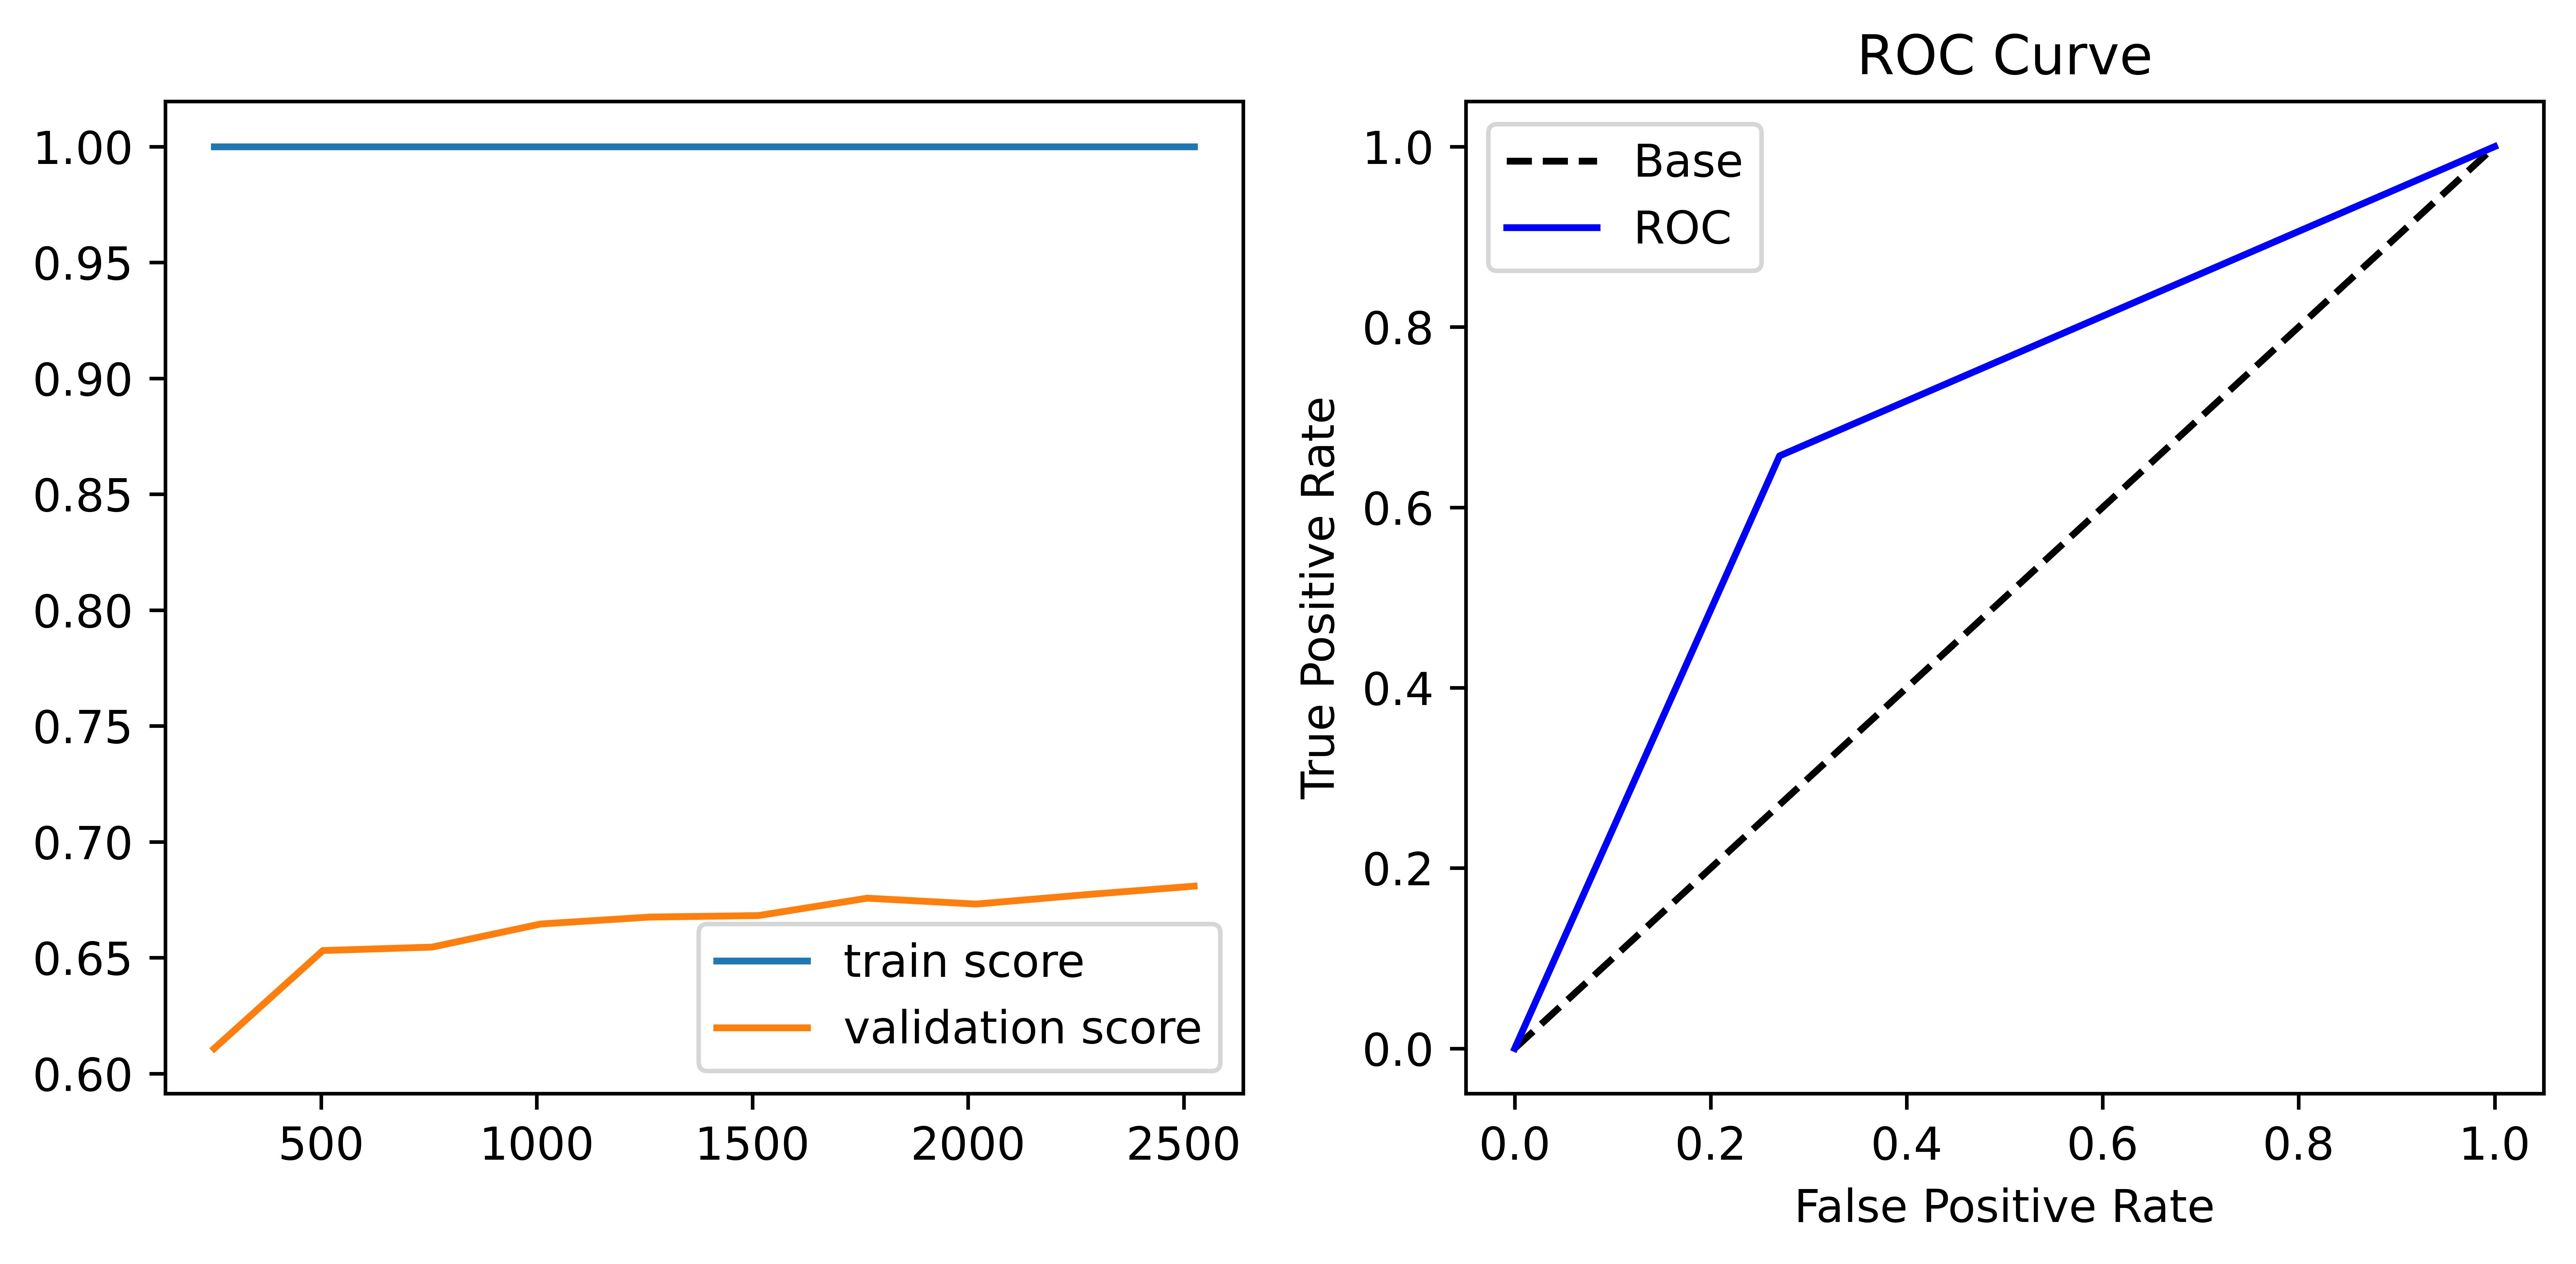 1.00
0.95
0.90
0.85
0.80
0.75
0.70
0.65
0.60
500 1000 1500 2000 2500
train score
validation score
ROC Curve
Base
ROC
True Positive Rate
1.0
0.8
0.6
0.4
0.2
0.0
0.0 0.2 0.4 0.6 0.8 1.0
False Positive Rate